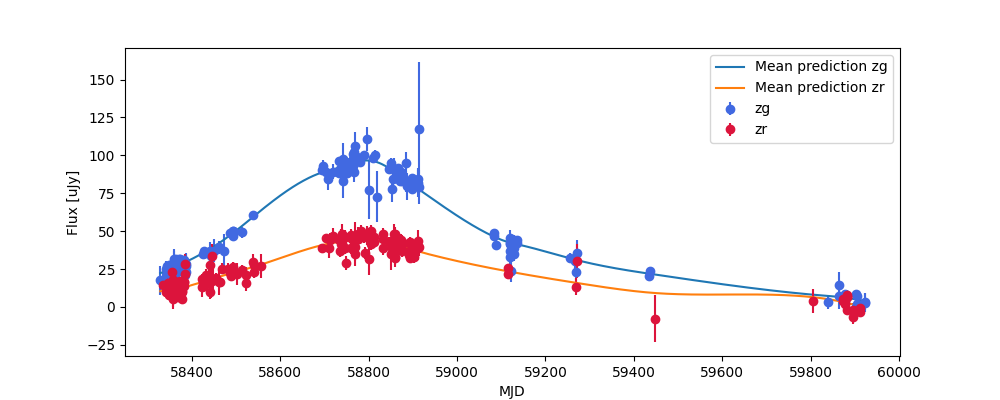 Mean prediction zg
Mean prediction zr
zg
zr
150
125
100
75
50
25
0
−25
Flux [uJy]
58400 58600 58800 59000 59200 59400 59600 59800 60000
MJD